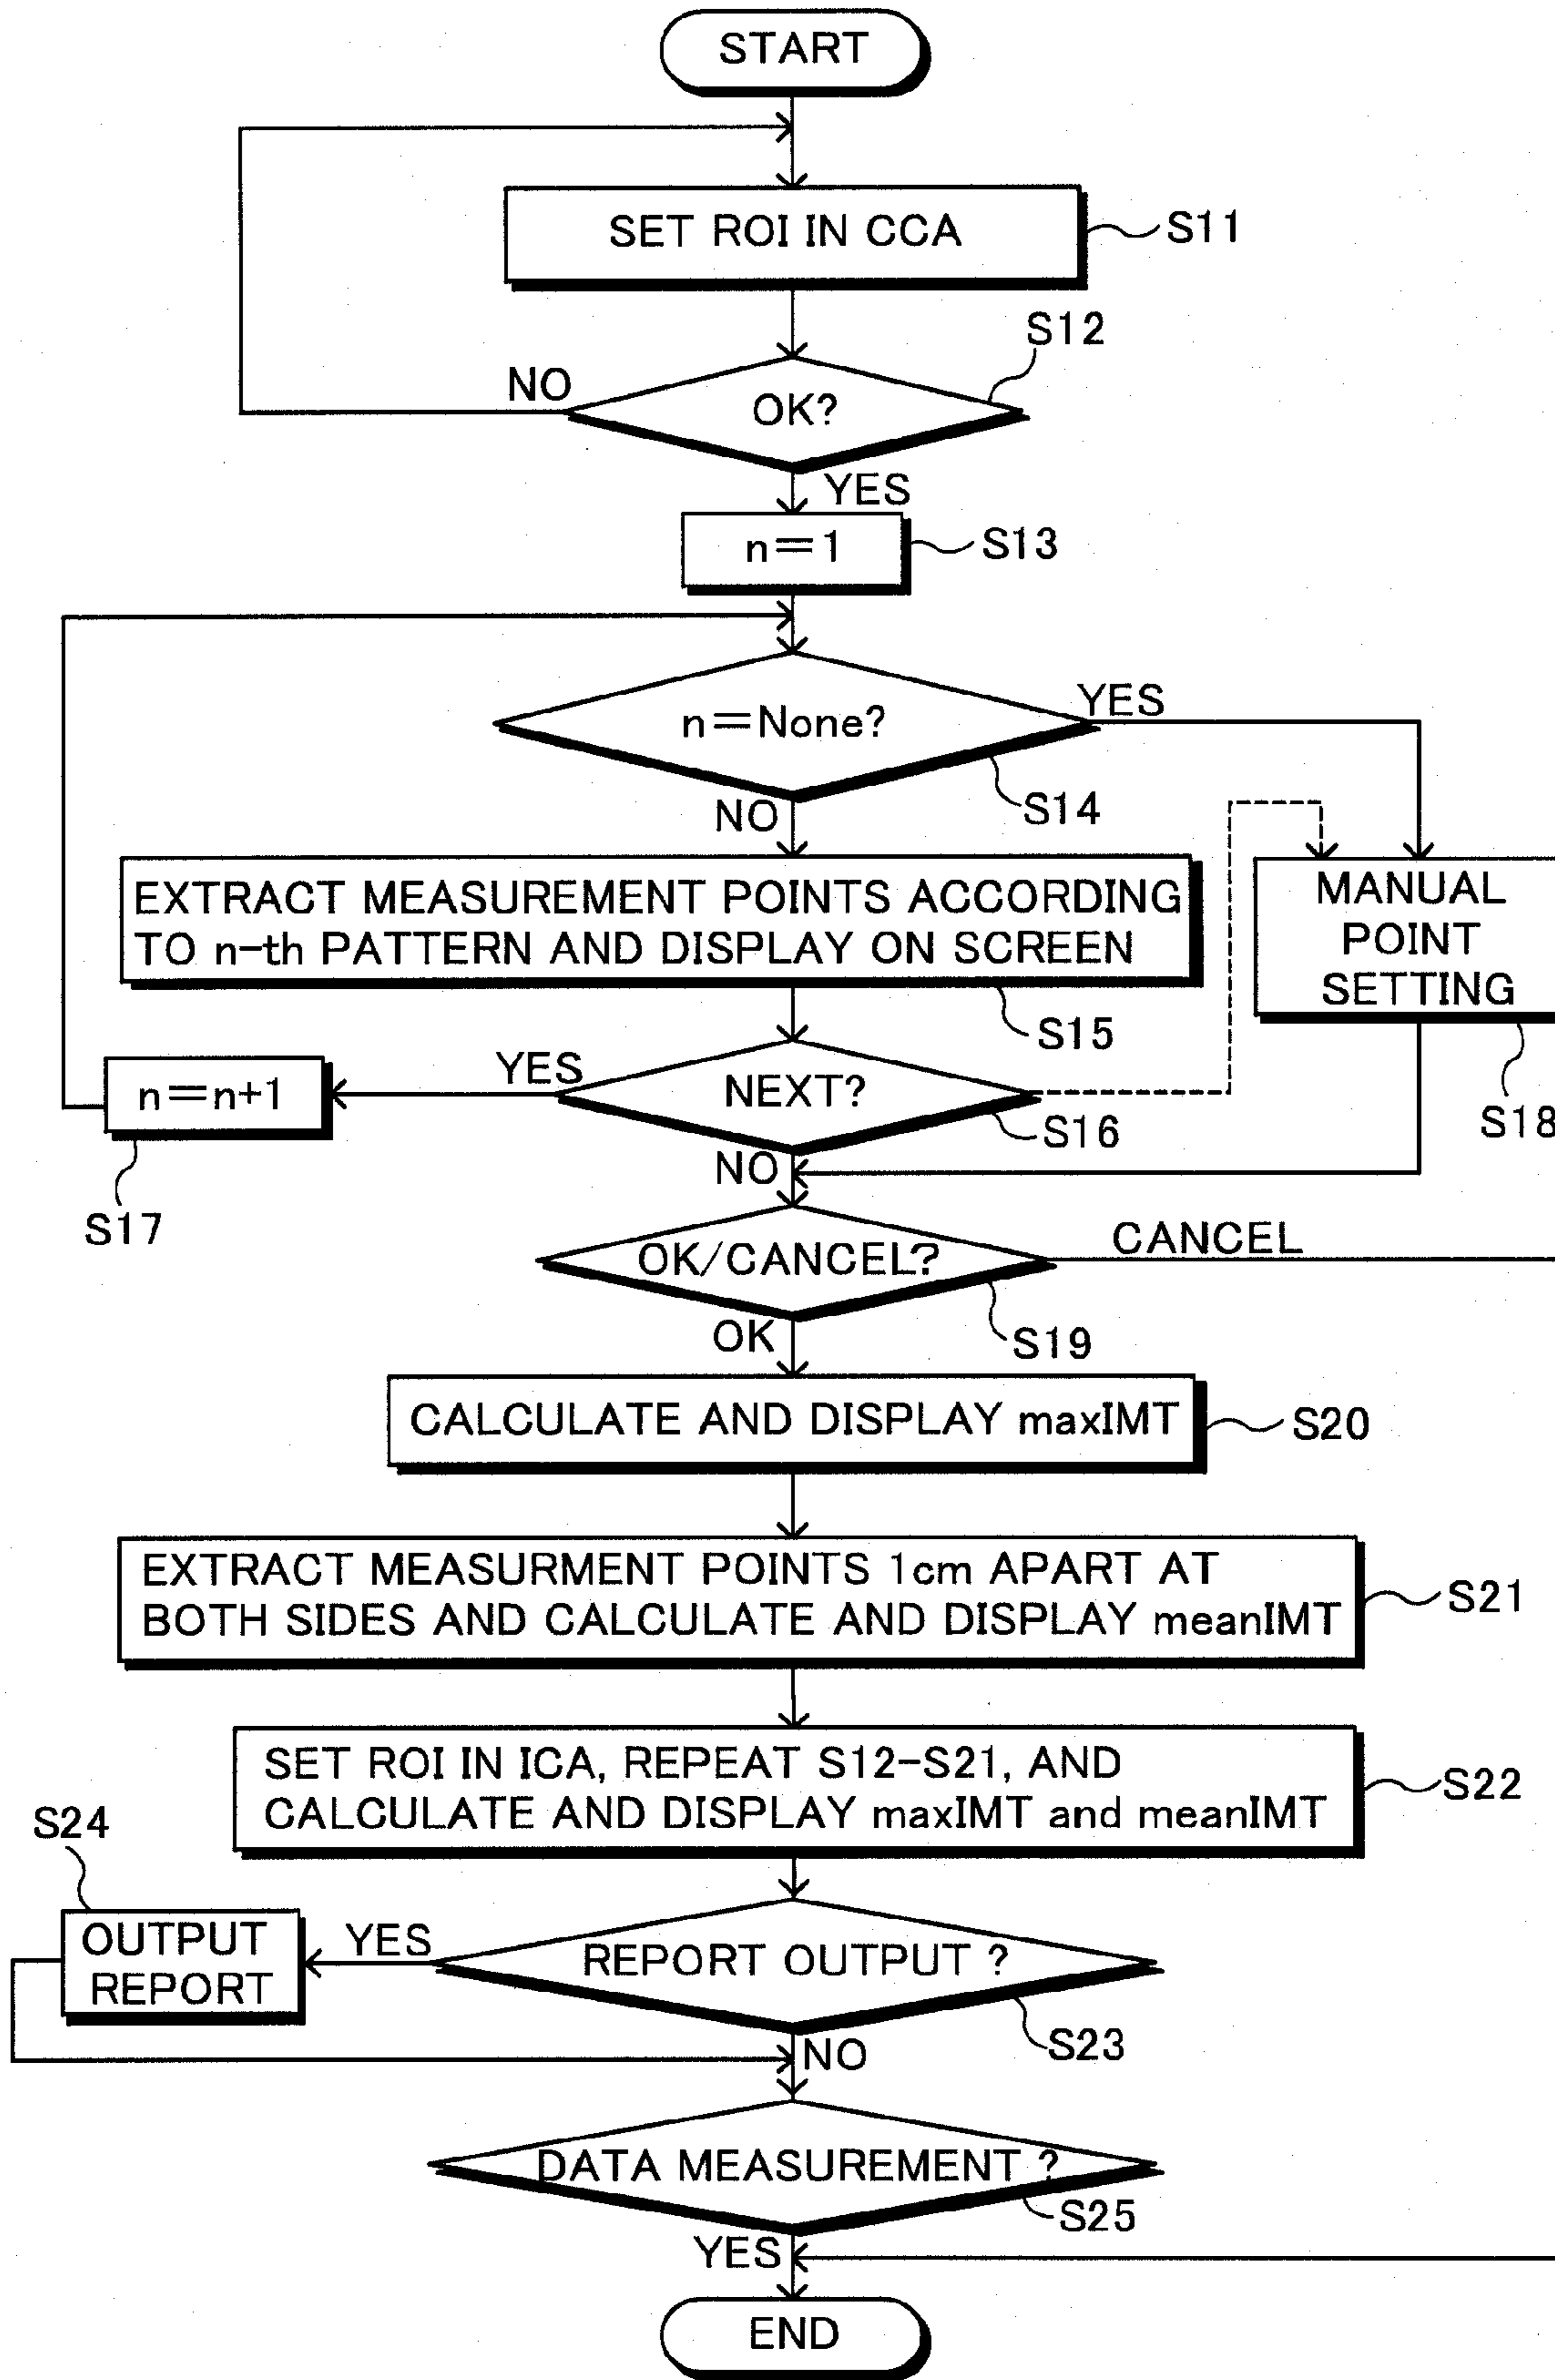 START
SET ROI IN CCA
S11
S12
NO
OK?
YES
n=1
S13
n=None?
YES
S14
NO
EXTRACT MEASUREMENT POINTS ACCORDING
TO n-th PATTERN AND DISPLAY ON SCREEN
S15
MANUAL
POINT
SETTING
S18
YES
NEXT?
n=n+1
S16
S17
NO
OK/CANCEL?
CANCEL
S19
OK
CALCULATE AND DISPLAY maxIMT
S20
EXTRACT MEASURMENT POINTS 1cm APART AT
BOTH SIDES AND CALCULATE AND DISPLAY meanIMT
S21
SET ROI IN ICA, REPEAT S12-S21, AND
CALCULATE AND DISPLAY maxIMT and meanIMT
S22
S24
OUTPUT
REPORT
YES
REPORT OUTPUT ?
S23
NO
DATA MEASUREMENT ?
S25
YES
END